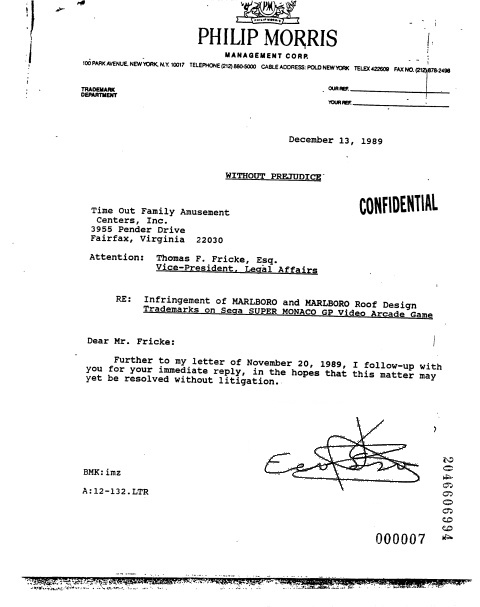 PHILIP MORRIS
MANAGEMENT CORP.
100 PARK AVENUE, NEW YORK, N.Y. 10017 TELEPHONE (212) 880-5000 CABLE ADDRESS: POLD NEW YORK TELEX 422609 FAX NO. (212) 878-2496
TRADEMARK
DEPARTMENT
OUR REF.
YOUR REF.
December 13, 1989
WITHOUT PREJUDICE
CONFIDENTIAL
Time Out Family Amusement
Centers, Inc.
3955 Pender Drive
Fairfax, Virginia 22030
Attention: Thomas F. Fricke, Esq.
Vice-President, Legal Affairs
RE: Infringement of MARLBORO and MARLBORO Roof Design
Trademarks on Sega SUPER MONACO GP Video Arcade Game
Dear Mr. Fricke:
Further to my letter of November 20, 1989, I follow-up with
you for your immediate reply, in the hopes that this matter may
yet be resolved without litigation.
BMK:imz
A:12-132.LTR
2046606994
000007